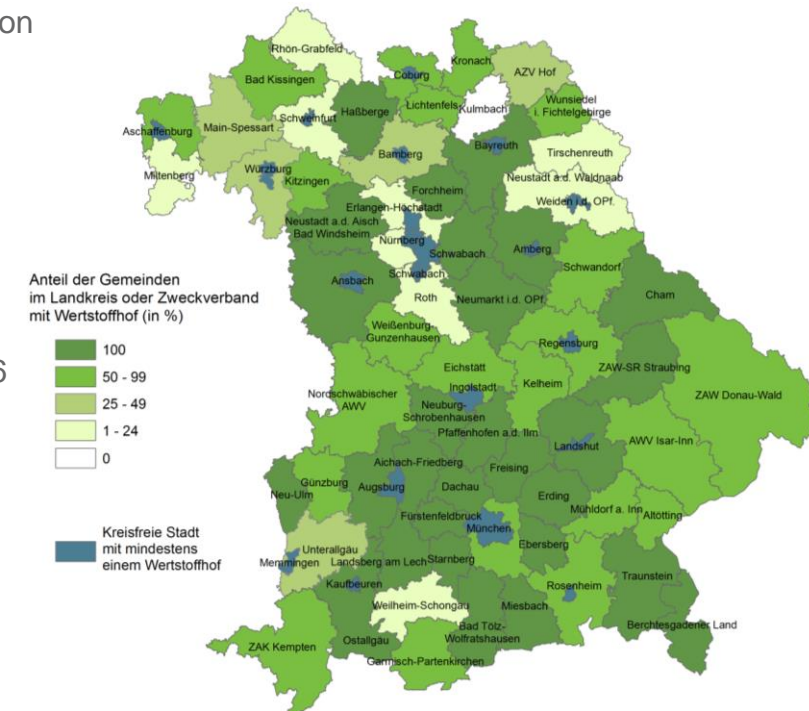 on
6
Rhön-Grabfeld
Bad Kissingen
Coburg
Kronach
AZV Hof
Lichtenfels
Kulmbach
Wunsiedel
i. Fichtelgebirge
Aschaffenburg
Main-Spessart
Schweinfurt
Haßberge
Bayreuth
Tirschenreuth
Miltenberg
Würzburg
Kitzingen
Bamberg
Forchheim
Neustadt a.d. Waldnaab
Weiden i.d. OPf.
Erlangen-Höchstadt
Neustadt a.d. Aisch
Bad Windsheim
Nürnberg
Schwabach
Amberg
Schwandorf
Ansbach
Schwabach
Roth
Neumarkt i.d. OPf.
Cham
Weißenburg-
Gunzenhausen
Regensburg
Eichstätt
Kelheim
ZAW-SR Straubing
ZAW Donau-Wald
Nordschwäbischer
AWV
Ingolstadt
Neuburg-
Schrobenhausen
Pfaffenhofen a.d. Ilm
Landshut
AWV Isar-Inn
Aichach-Friedberg
Freising
Günzburg
Neu-Ulm
Augsburg
Dachau
Erding
Mühldorf a. Inn
Altötting
Fürstenfeldbruck
München
Ebersberg
Unterallgäu
Memmingen
Landsberg am Lech
Starnberg
Kaufbeuren
Weilheim-Schongau
Rosenheim
Traunstein
Miesbach
Bad Tölz-
Wolfratshausen
Berchtesgadener Land
ZAK Kempten
Ostallgäu
Garmisch-Partenkirchen
Anteil der Gemeinden
im Landkreis oder Zweckverband
mit Wertstoffhof (in %)
100
50 - 99
25 - 49
1 - 24
0
Kreisfreie Stadt
mit mindestens
einem Wertstoffhof